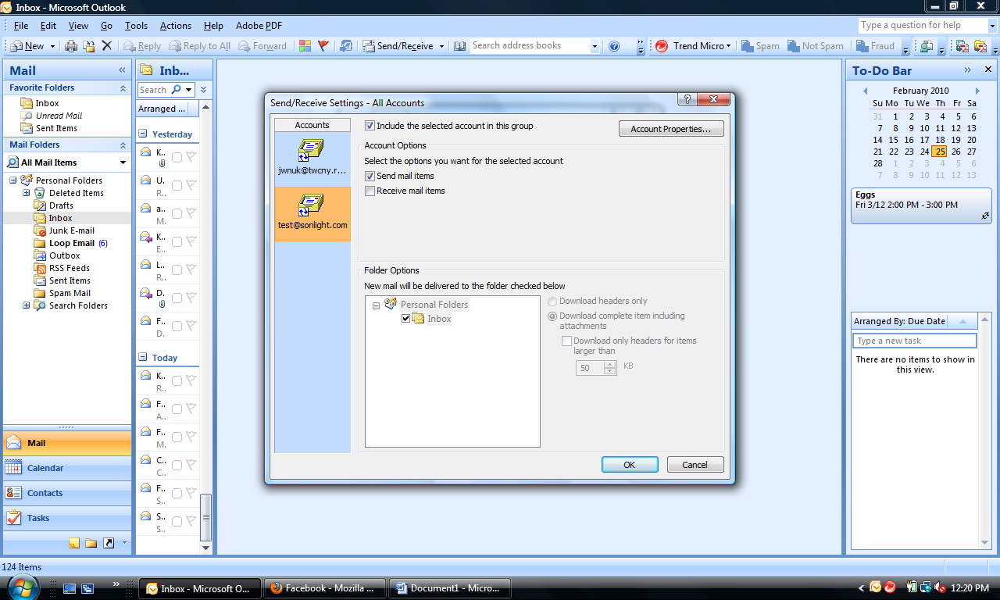 Inbox - Microsoft Outlook
File Edit View Go Tools Actions Help Adobe PDF
Type a question for help
New Reply Reply to All Forward Send/Receive Search address books Trend Micro Spam Not Spam Fraud
Mail «
Favorite Folders
Inbox
Unread Mail
Sent Items
Mail Folders
All Mail Items
Personal Folders
Deleted Items
Drafts
Inbox
Junk E-mail
Loop Email (6)
Outbox
RSS Feeds
Sent Items
Spam Mail
Search Folders
Mail
Calendar
Contacts
Tasks
Inb...
Search
Arranged ...
Yesterday
K..
U..
R...
a..
M.
K..
E...
L..
R...
D.
F..
D.
Today
K..
R...
F..
A...
F..
M.
C..
C...
F..
S..
S..
S..
Send/Receive Settings - All Accounts
Accounts
jwnuk@twcny.r...
test@sonlight.com
Include the selected account in this group
Account Properties...
Account Options
Select the options you want for the selected account
Send mail items
Receive mail items
Folder Options
New mail will be delivered to the folder checked below
Personal Folders
Inbox
Download headers only
Download complete item including
attachments
Download only headers for items
larger than
50 KB
OK Cancel
To-Do Bar »
February 2010
Su Mo Tu We Th Fr Sa
31 1 2 3 4 5 6
7 8 9 10 11 12 13
14 15 16 17 18 19 20
21 22 23 24 25 26 27
28 1 2 3 4 5 6
7 8 9 10 11 12 13
Eggs
Fri 3/12 2:00 PM - 3:00 PM
Arranged By: Due Date
Type a new task
There are no items to show in
this view.
124 Items
» Inbox - Microsoft O... Facebook - Mozilla ... Document1 - Micro... < 12:20 PM